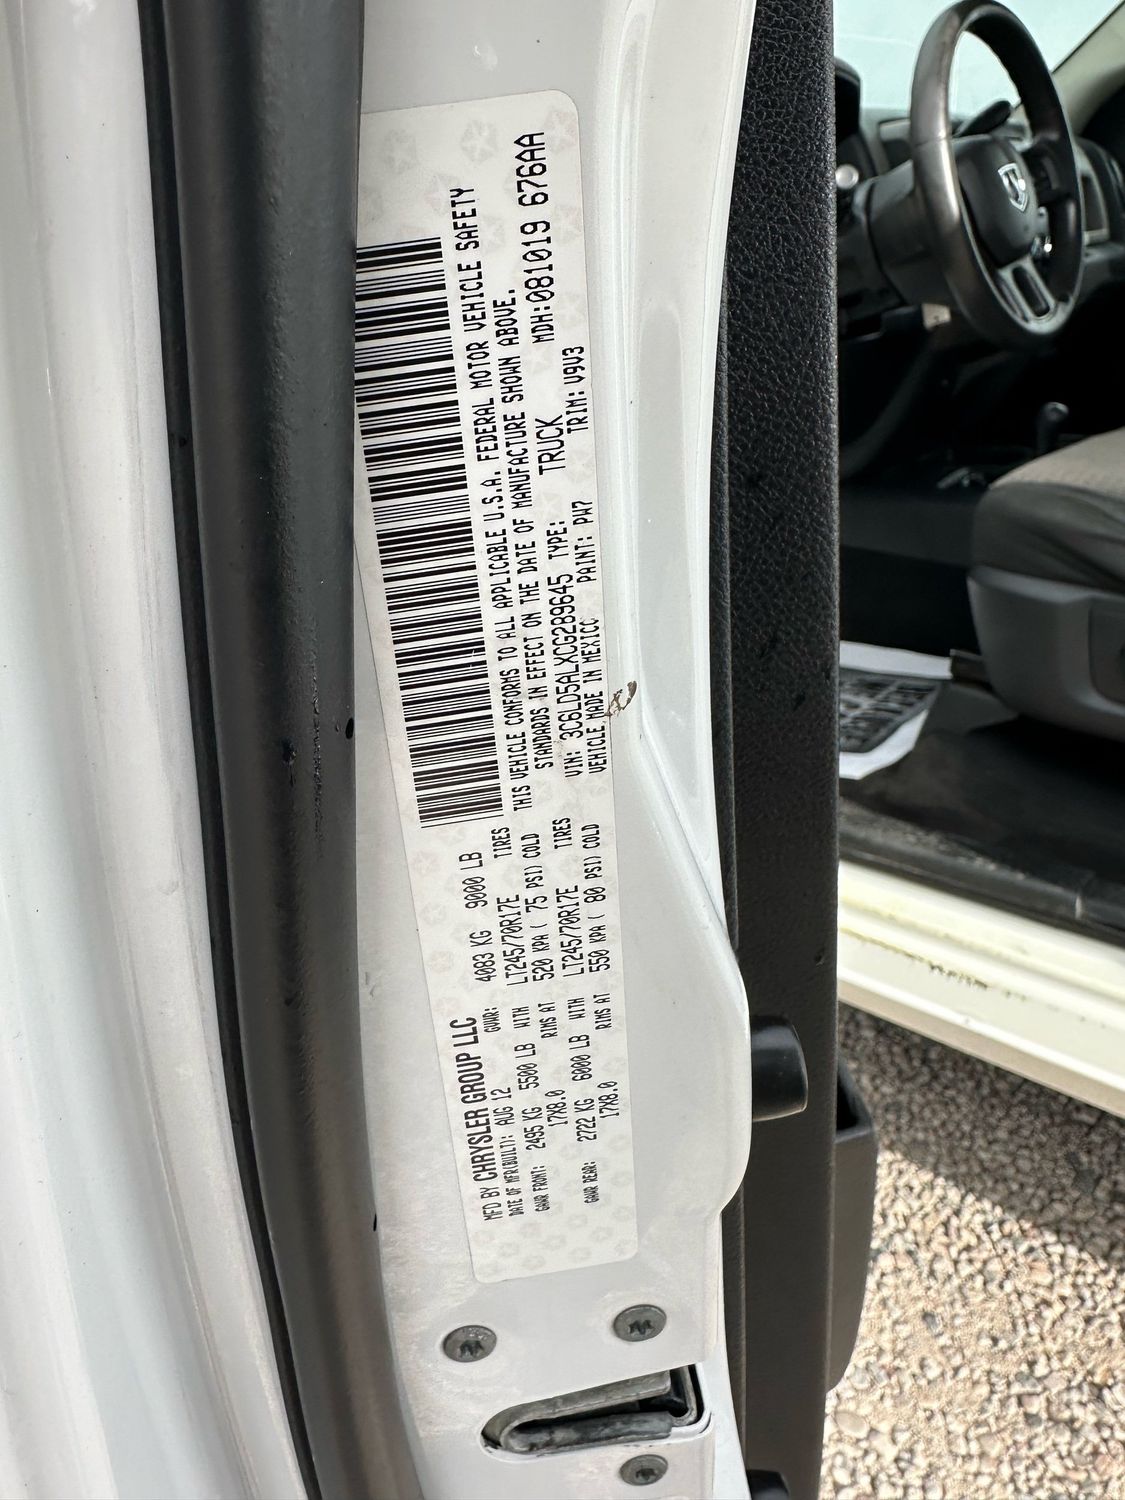 MFD BY CHRYSLER GROUP LLC
DATE OF MFR(BUILT): AUG 12 GVWR: 4083 KG 9000 LB
GAWR FRONT: 2495 KG 5500 LB WITH LT245/70R17E TIRES
17X8.0 RIMS AT 520 KPA ( 75 PSI) COLD
GAWR REAR: 2722 KG 6000 LB WITH LT245/70R17E TIRES
17X8.0 RIMS AT 550 KPA ( 80 PSI) COLD
THIS VEHICLE CONFORMS TO ALL APPLICABLE U.S.A. FEDERAL MOTOR VEHICLE SAFETY
STANDARDS IN EFFECT ON THE DATE OF MANUFACTURE SHOWN ABOVE.
VIN: 3C6LD5ALXCG289645 TYPE: TRUCK MDH:081019 676AA
VEHICLE MADE IN MEXICO PAINT: PW7 TRIM: V9V3